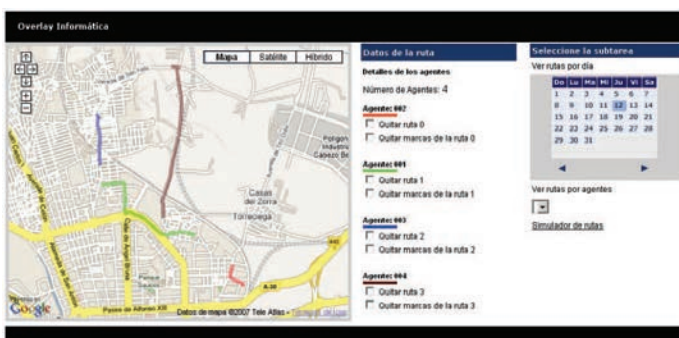 Overlay Informática
Mapa
Satélite
Híbrido
Poligon
Industria
Cabezo Be
Casas
del Zorra
Torreciega
Parque
A-30
Paseo de Alfonso XIII
Google
Datos de mapa ©2007 Tele Atlas -
Datos de la ruta
Detalles de los agentes
Número de Agentes: 4
Agente: 002
Quitar ruta 0
Quitar marcas de la ruta 0
Agente: 001
Quitar ruta 1
Quitar marcas de la ruta 1
Agente: 003
Quitar ruta 2
Quitar marcas de la ruta 2
Agente: 004
Quitar ruta 3
Quitar marcas de la ruta 3
Seleccione la subtarea
Ver rutas por día
Do Lu Ma Mi Ju Vi Sa
1 2 3 4 5 6 7
8 9 10 11 12 13 14
15 16 17 18 19 20 21
22 23 24 25 26 27 28
29 30 31
Ver rutas por agentes
Simulador de rutas